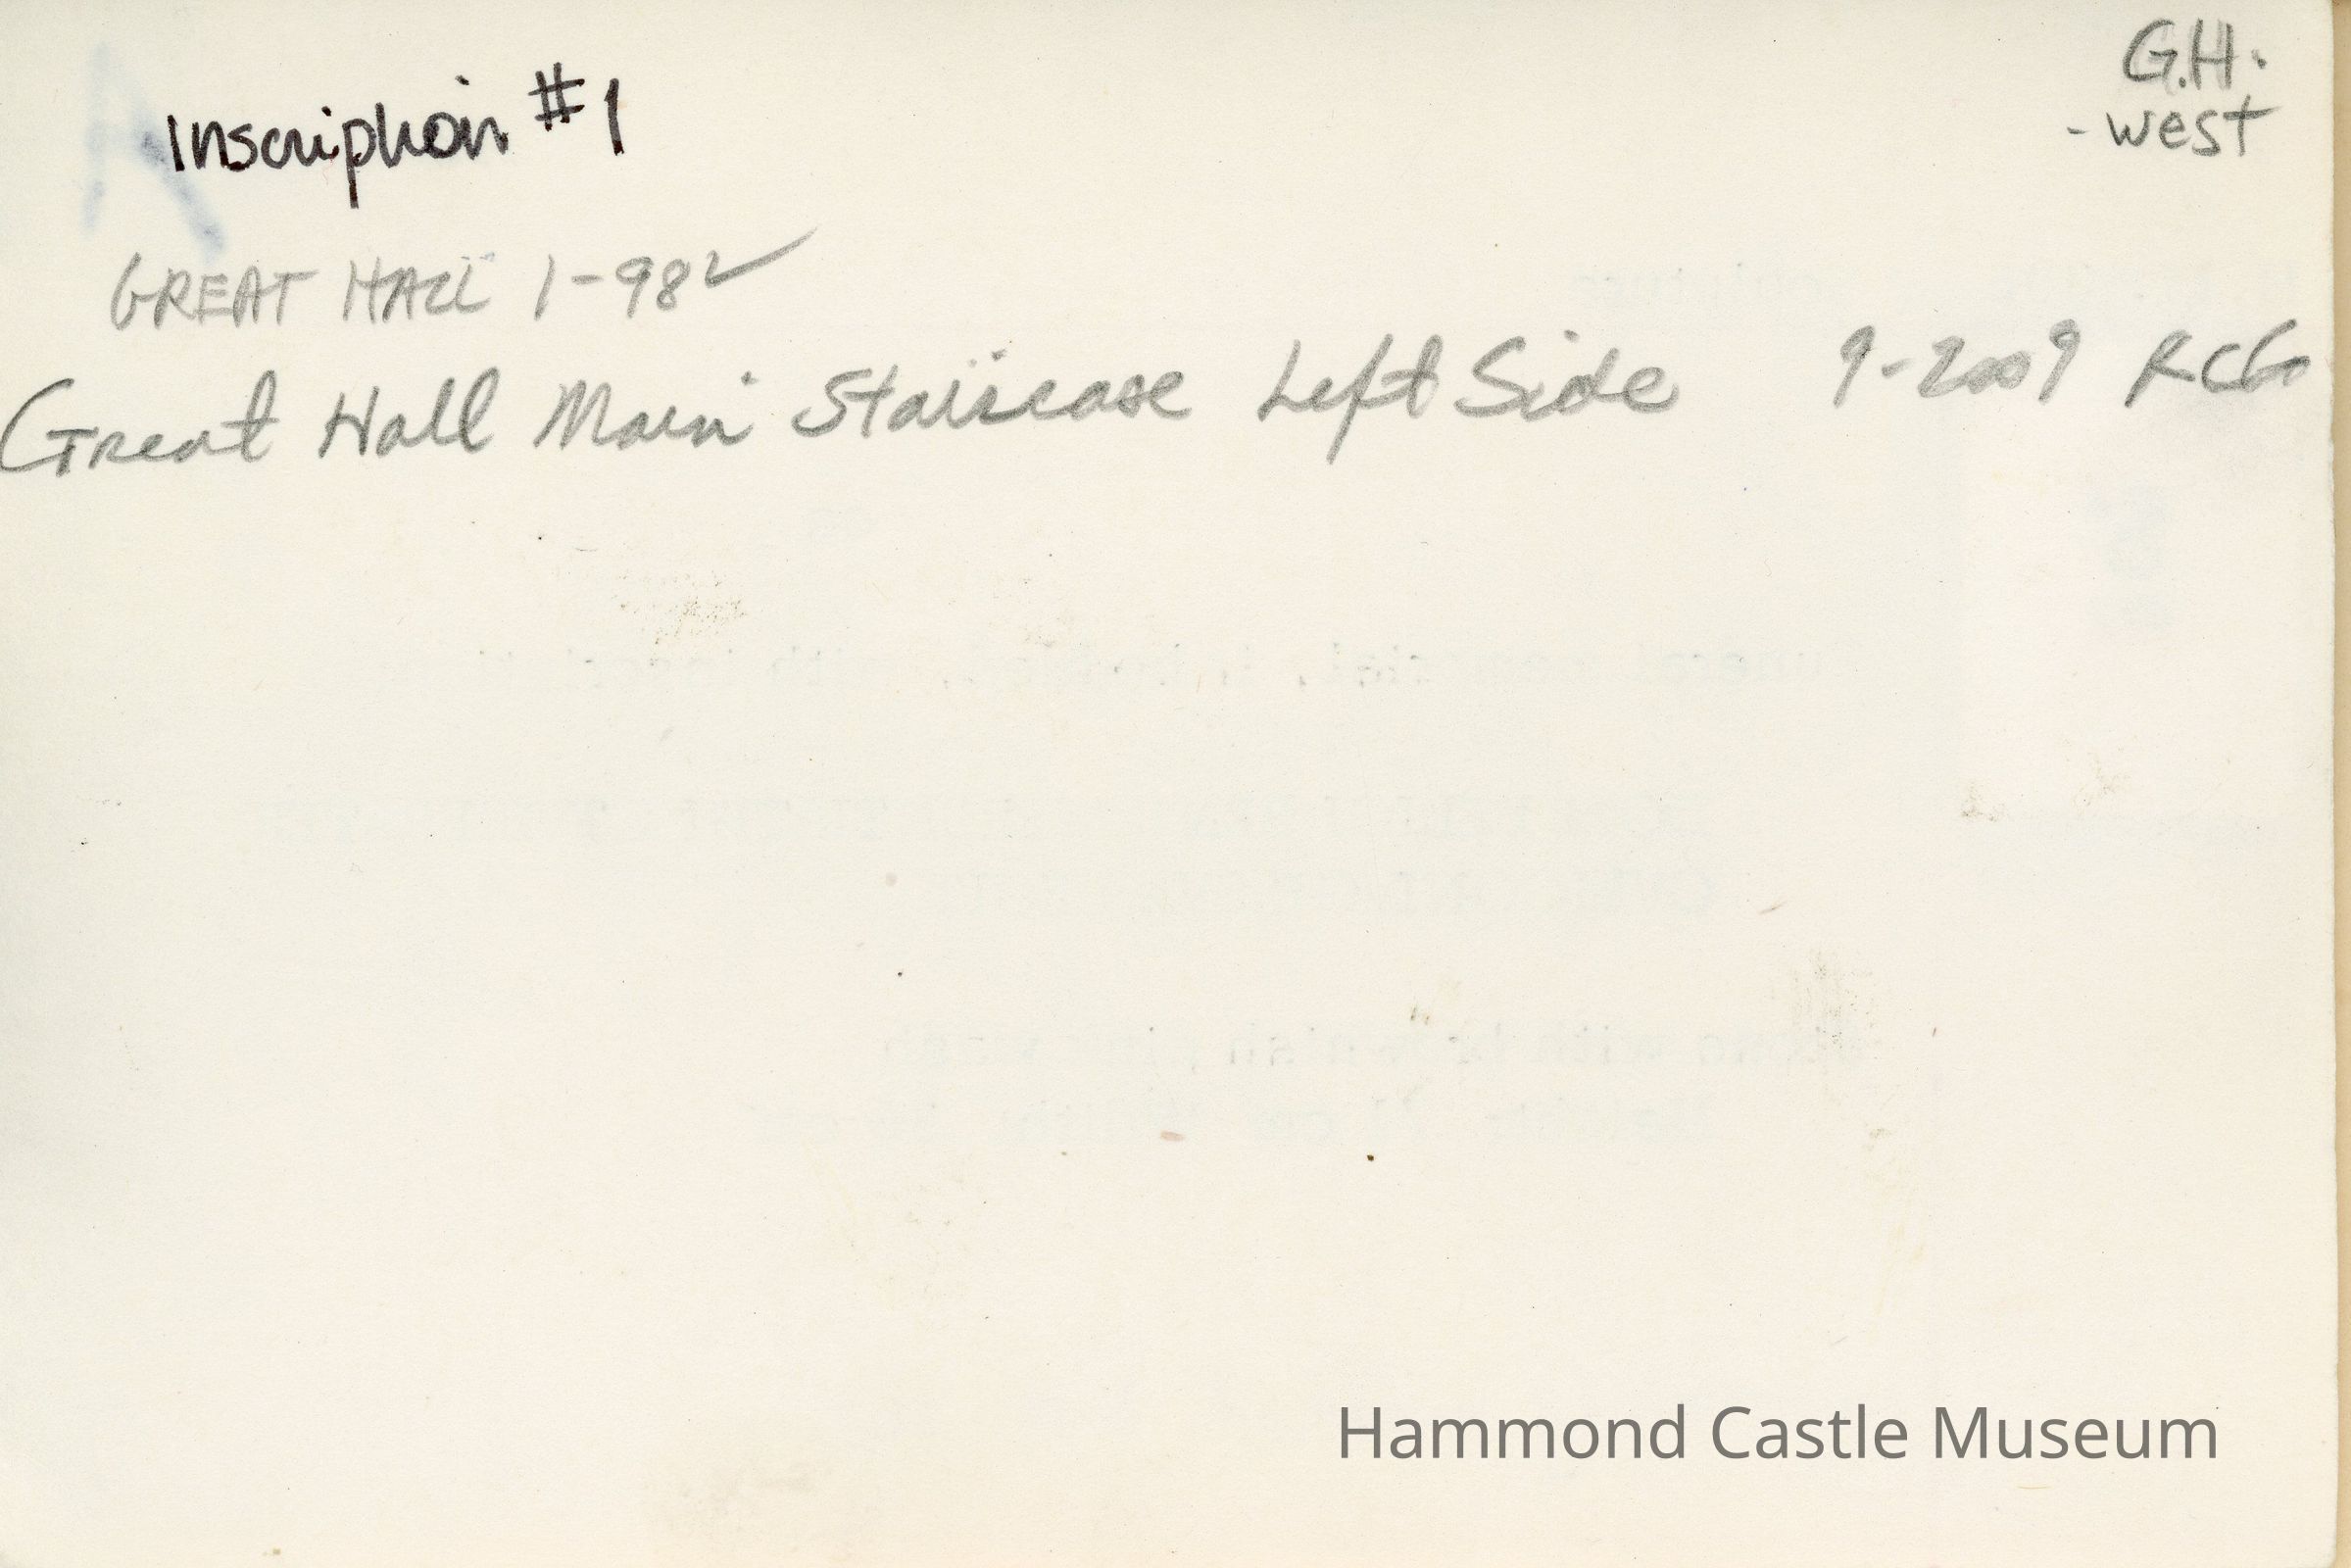 Inscription #1
G.H.
- west
GREAT HALL 1-98 ✓
Great Hall Main Staircase Left Side 9-2009 RCG
Hammond Castle Museum